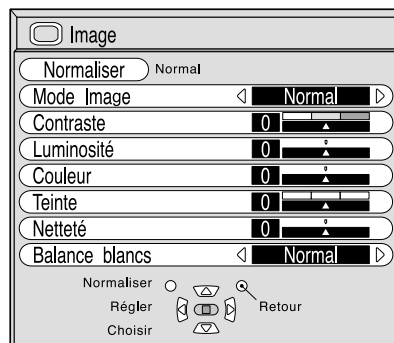 Image
Normaliser Normal
Mode Image Normal
Contraste 0
Luminosité 0
Couleur 0
Teinte 0
Netteté 0
Balance blancs Normal
Normaliser
Régler Retour
Choisir